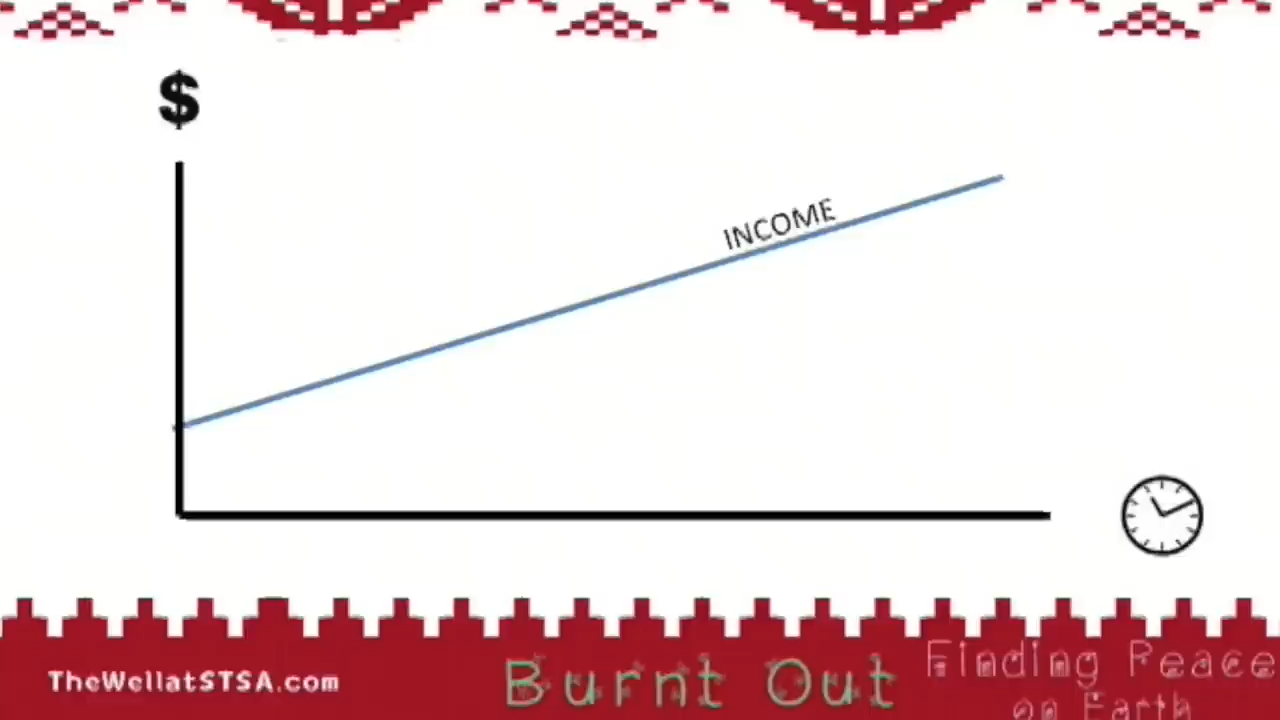 $
INCOME
TheWellatSTSA.com
Burnt Out
Finding Peace
on Earth